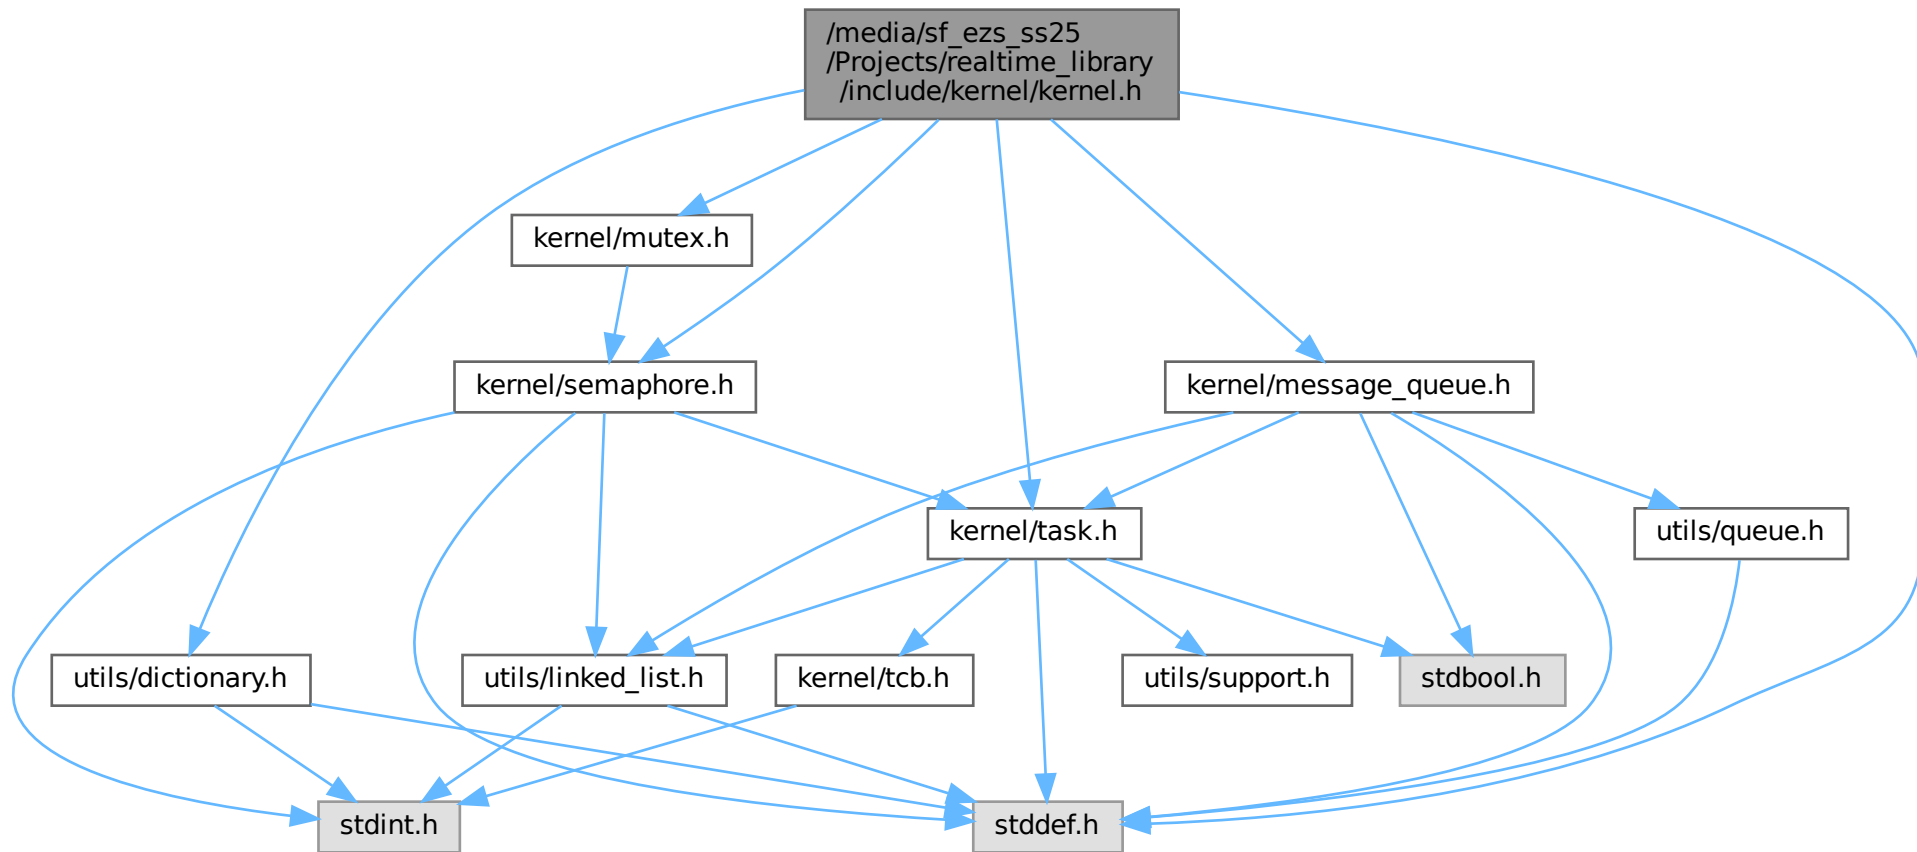 /media/sf_ezs_ss25
/Projects/realtime_library
/include/kernel/kernel.h
kernel/mutex.h
kernel/semaphore.h
kernel/message_queue.h
kernel/task.h
utils/queue.h
utils/dictionary.h
utils/linked_list.h
kernel/tcb.h
utils/support.h
stdbool.h
stdint.h
stddef.h